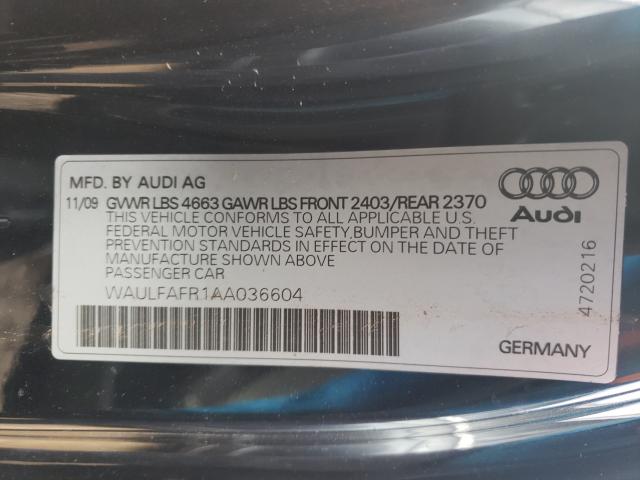 MFD. BY AUDI AG
11/09 GVWR LBS 4663 GAWR LBS FRONT 2403/REAR 2370
THIS VEHICLE CONFORMS TO ALL APPLICABLE U.S.
FEDERAL MOTOR VEHICLE SAFETY,BUMPER AND THEFT
PREVENTION STANDARDS IN EFFECT ON THE DATE OF
MANUFACTURE SHOWN ABOVE
PASSENGER CAR
WAULFAFR1AA036604
Audi
4720216
GERMANY